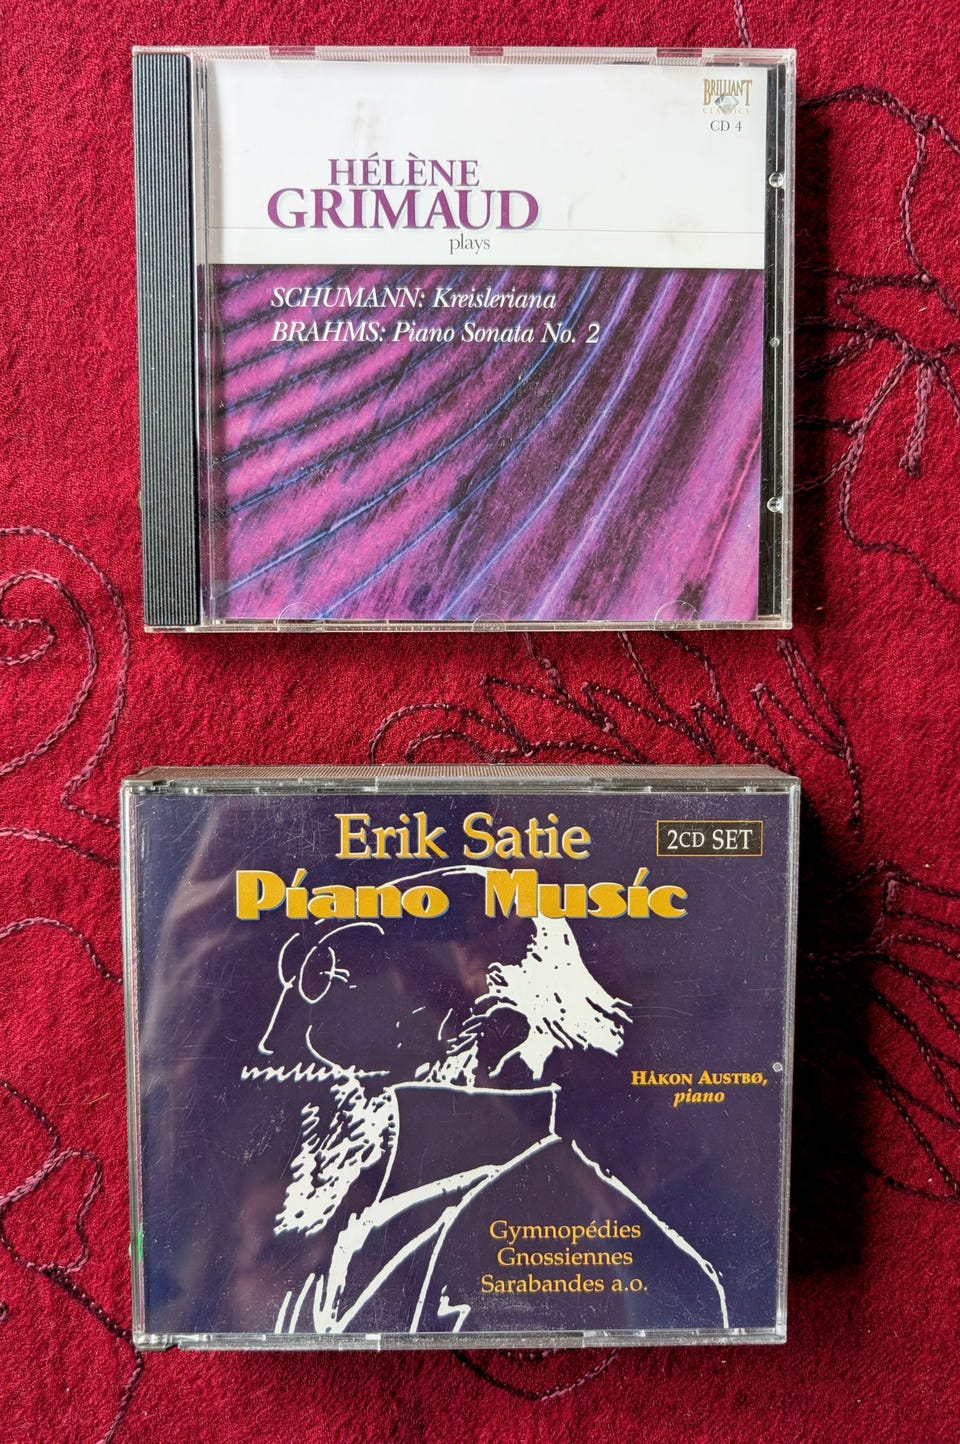 BRILLIANT
CLASSICS
CD 4
HÉLÈNE
GRIMAUD
plays
SCHUMANN: Kreisleriana
BRAHMS: Piano Sonata No. 2
Erik Satie
2CD SET
Piano Music
HÅKON AUSTBØ,
piano
Gymnopédies
Gnossiennes
Sarabandes a.o.